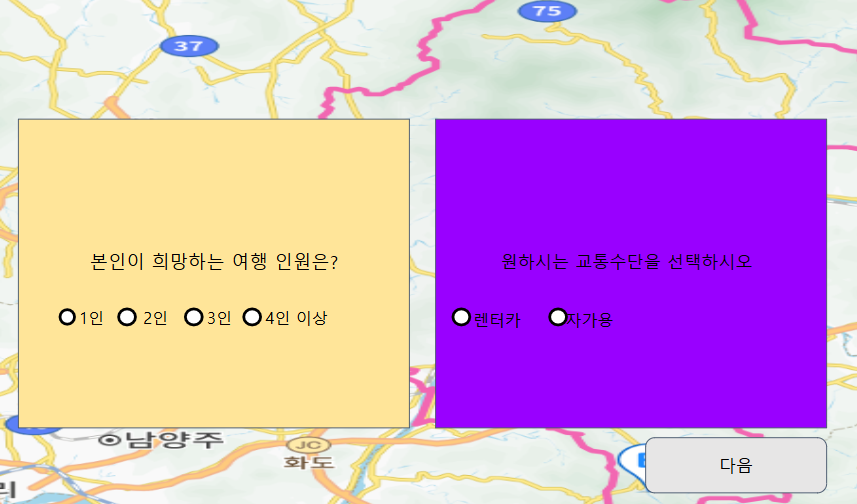 75
37
본인이 희망하는 여행 인원은?
1인 2인 3인 4인 이상
원하시는 교통수단을 선택하시오
렌터카 자가용
남양주
JC
화도
리
다음